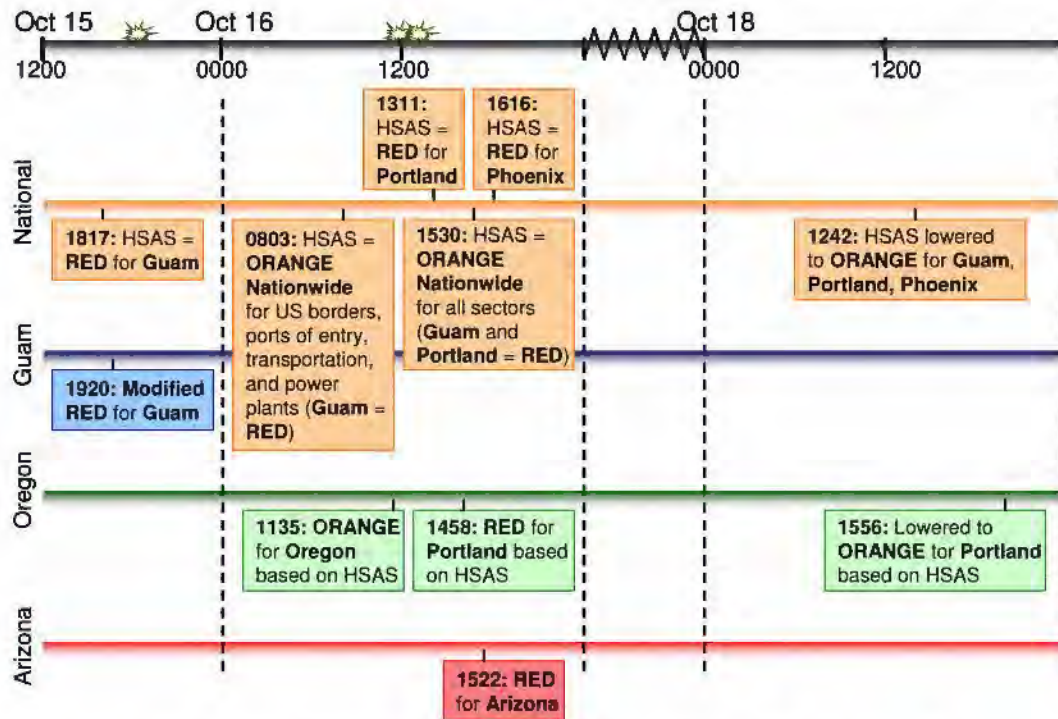 Oct 15
Oct 16
Oct 18
1200
0000
1200
0000
1200
National
1311:
HSAS =
RED for
Portland
1616:
HSAS =
RED for
Phoenix
1817: HSAS =
RED for Guam
0803: HSAS =
ORANGE
Nationwide
for US borders,
ports of entry,
transportation,
and power
plants (Guam =
RED)
1530: HSAS =
ORANGE
Nationwide
for all sectors
(Guam and
Portland = RED)
1242: HSAS lowered
to ORANGE for Guam,
Portland, Phoenix
Guam
1920: Modified
RED for Guam
Oregon
1135: ORANGE
for Oregon
based on HSAS
1458: RED for
Portland based
on HSAS
1556: Lowered to
ORANGE for Portland
based on HSAS
Arizona
1522: RED
for Arizona